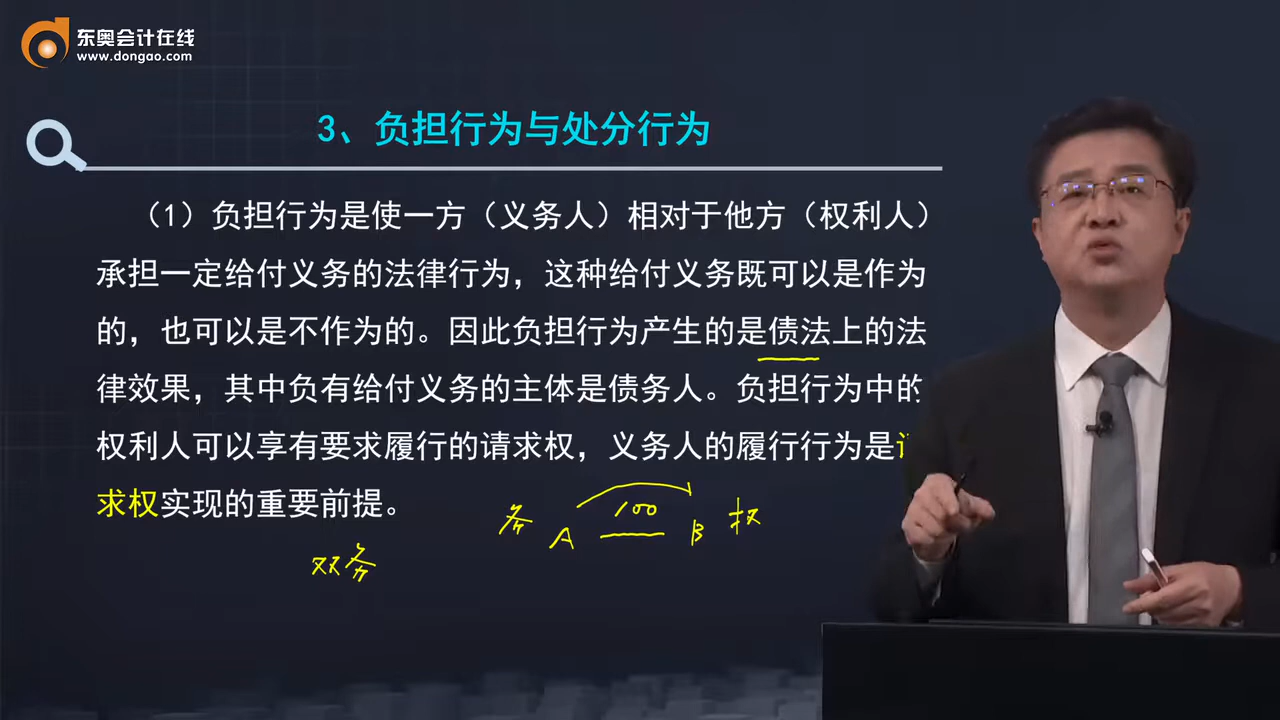 东奥会计在线
www.dongao.com
3、负担行为与处分行为
（1）负担行为是使一方（义务人）相对于他方（权利人）
承担一定给付义务的法律行为，这种给付义务既可以是作为
的，也可以是不作为的。因此负担行为产生的是债法上的法
律效果，其中负有给付义务的主体是债务人。负担行为中的
权利人可以享有要求履行的请求权，义务人的履行行为是
求权实现的重要前提。
务 A 100 B 权
双务